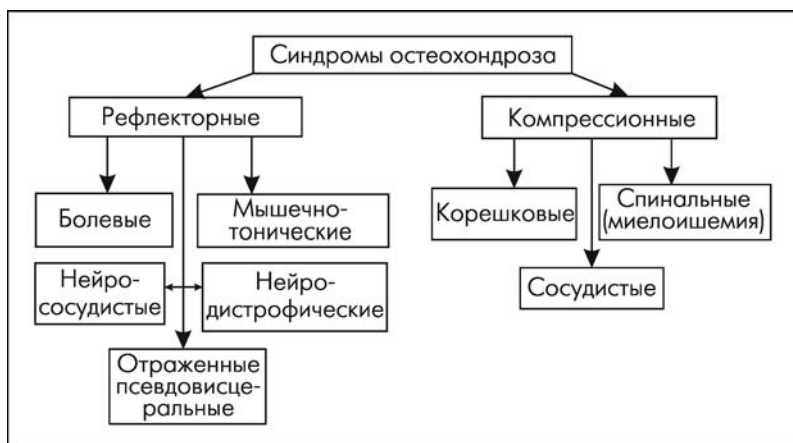 Синдромы остеохондроза
Рефлекторные
Компрессионные
Болевые
Мышечно-
тонические
Корешковые
Спинальные
(миелоишемия)
Нейро-
сосудистые
Нейро-
дистрофические
Сосудистые
Отраженные
псевдовисце-
ральные